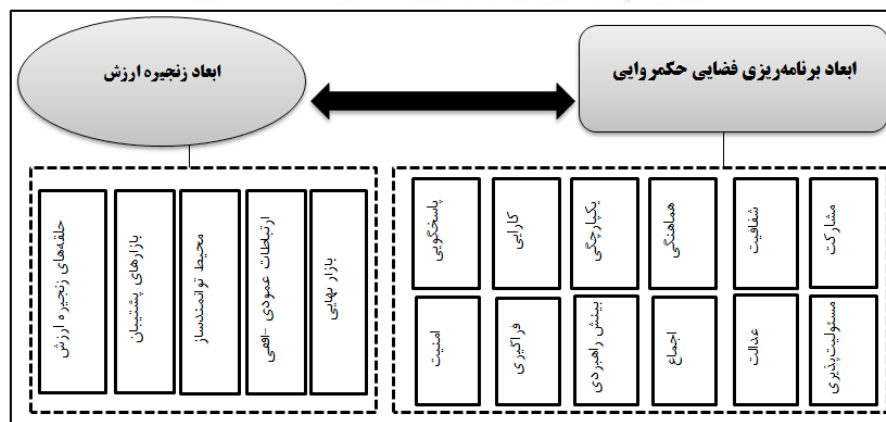 ابعاد برنامه‌ریزی فضایی حکمروایی
ابعاد زنجیره ارزش
مشارکت
شفافیت
هماهنگی
یکپارچگی
کارایی
پاسخگویی
مسئولیت‌پذیری
عدالت
اجماع
بینش راهبردی
فراگیری
امنیت
بازار نهایی
ارتباطات عمودی -افقی
محیط توانمندساز
بازارهای پشتیبان
حلقه‌های زنجیره ارزش